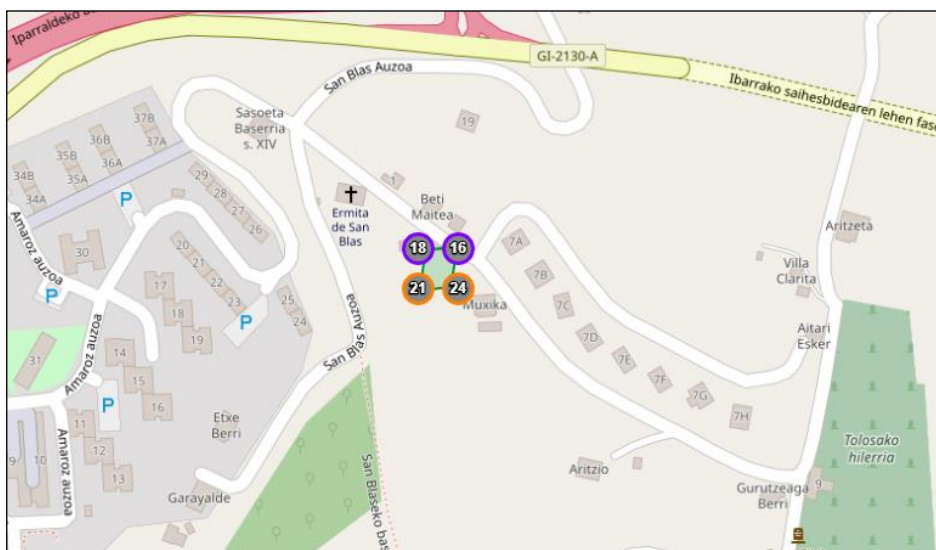 Iparraldeko
GI-2130-A
Ibarrako saihesbidearen lehen fase
San Blas Auzoa
Sasoeta
Baserria
s. XIV
19
37B
37A
36B
36A
35B
35A
34B
34A
P
1
Beti
Maitea
Ermita
de San
Blas
29
28
27
26
18
16
21
24
Muxika
7A
7B
7C
7D
7E
7F
7G
7H
Aritzeta
Villa
Clarita
Aitari
Esker
Amaroz auzoa
30
P
20
21
22
23
P
25
24
17
18
19
San Blas Auzoa
31
Amaroz auzoa
14
15
16
P
11
12
13
9
10
Amaroz auzoa
Etxe
Berri
Garayalde
San Blaseko bas
Aritzio
Tolosako
hilerria
Gurutzeaga
Berri
9